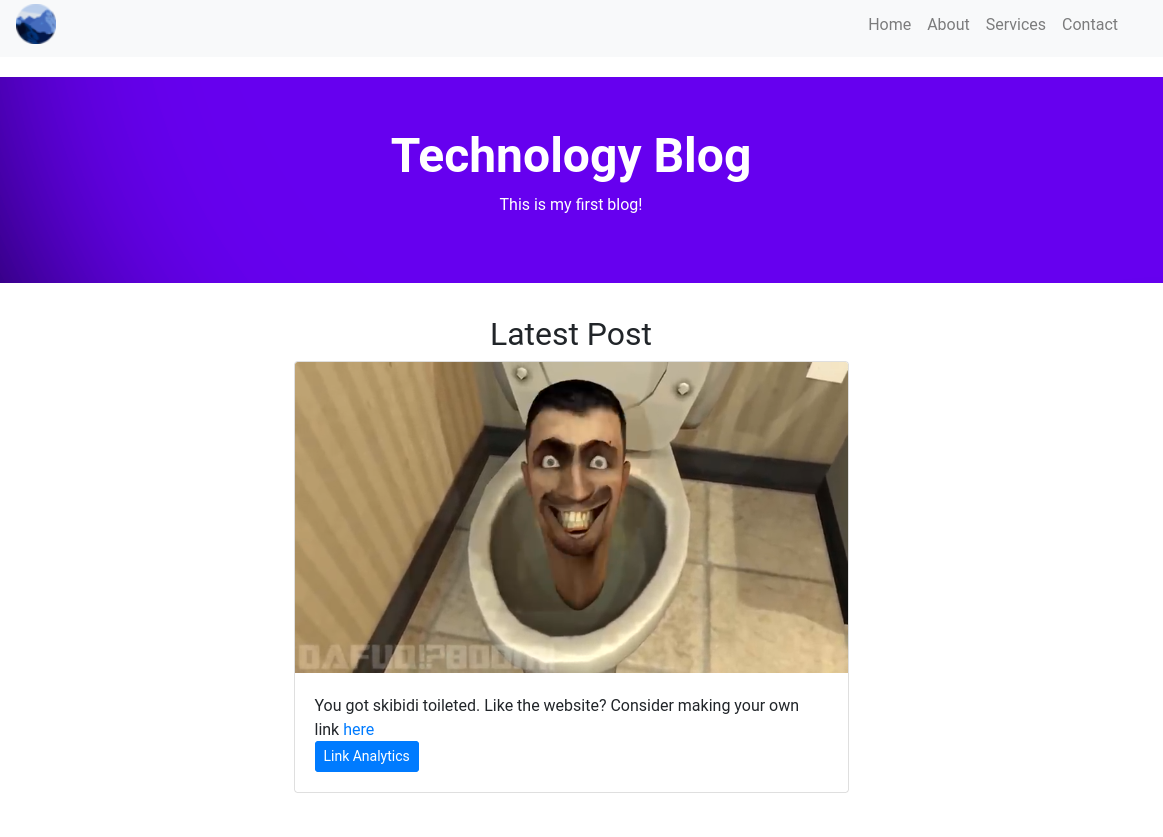 Home About Services Contact
Technology Blog
This is my first blog!
Latest Post
DAFUQ!?BOOM!
You got skibidi toileted. Like the website? Consider making your own
link here
Link Analytics